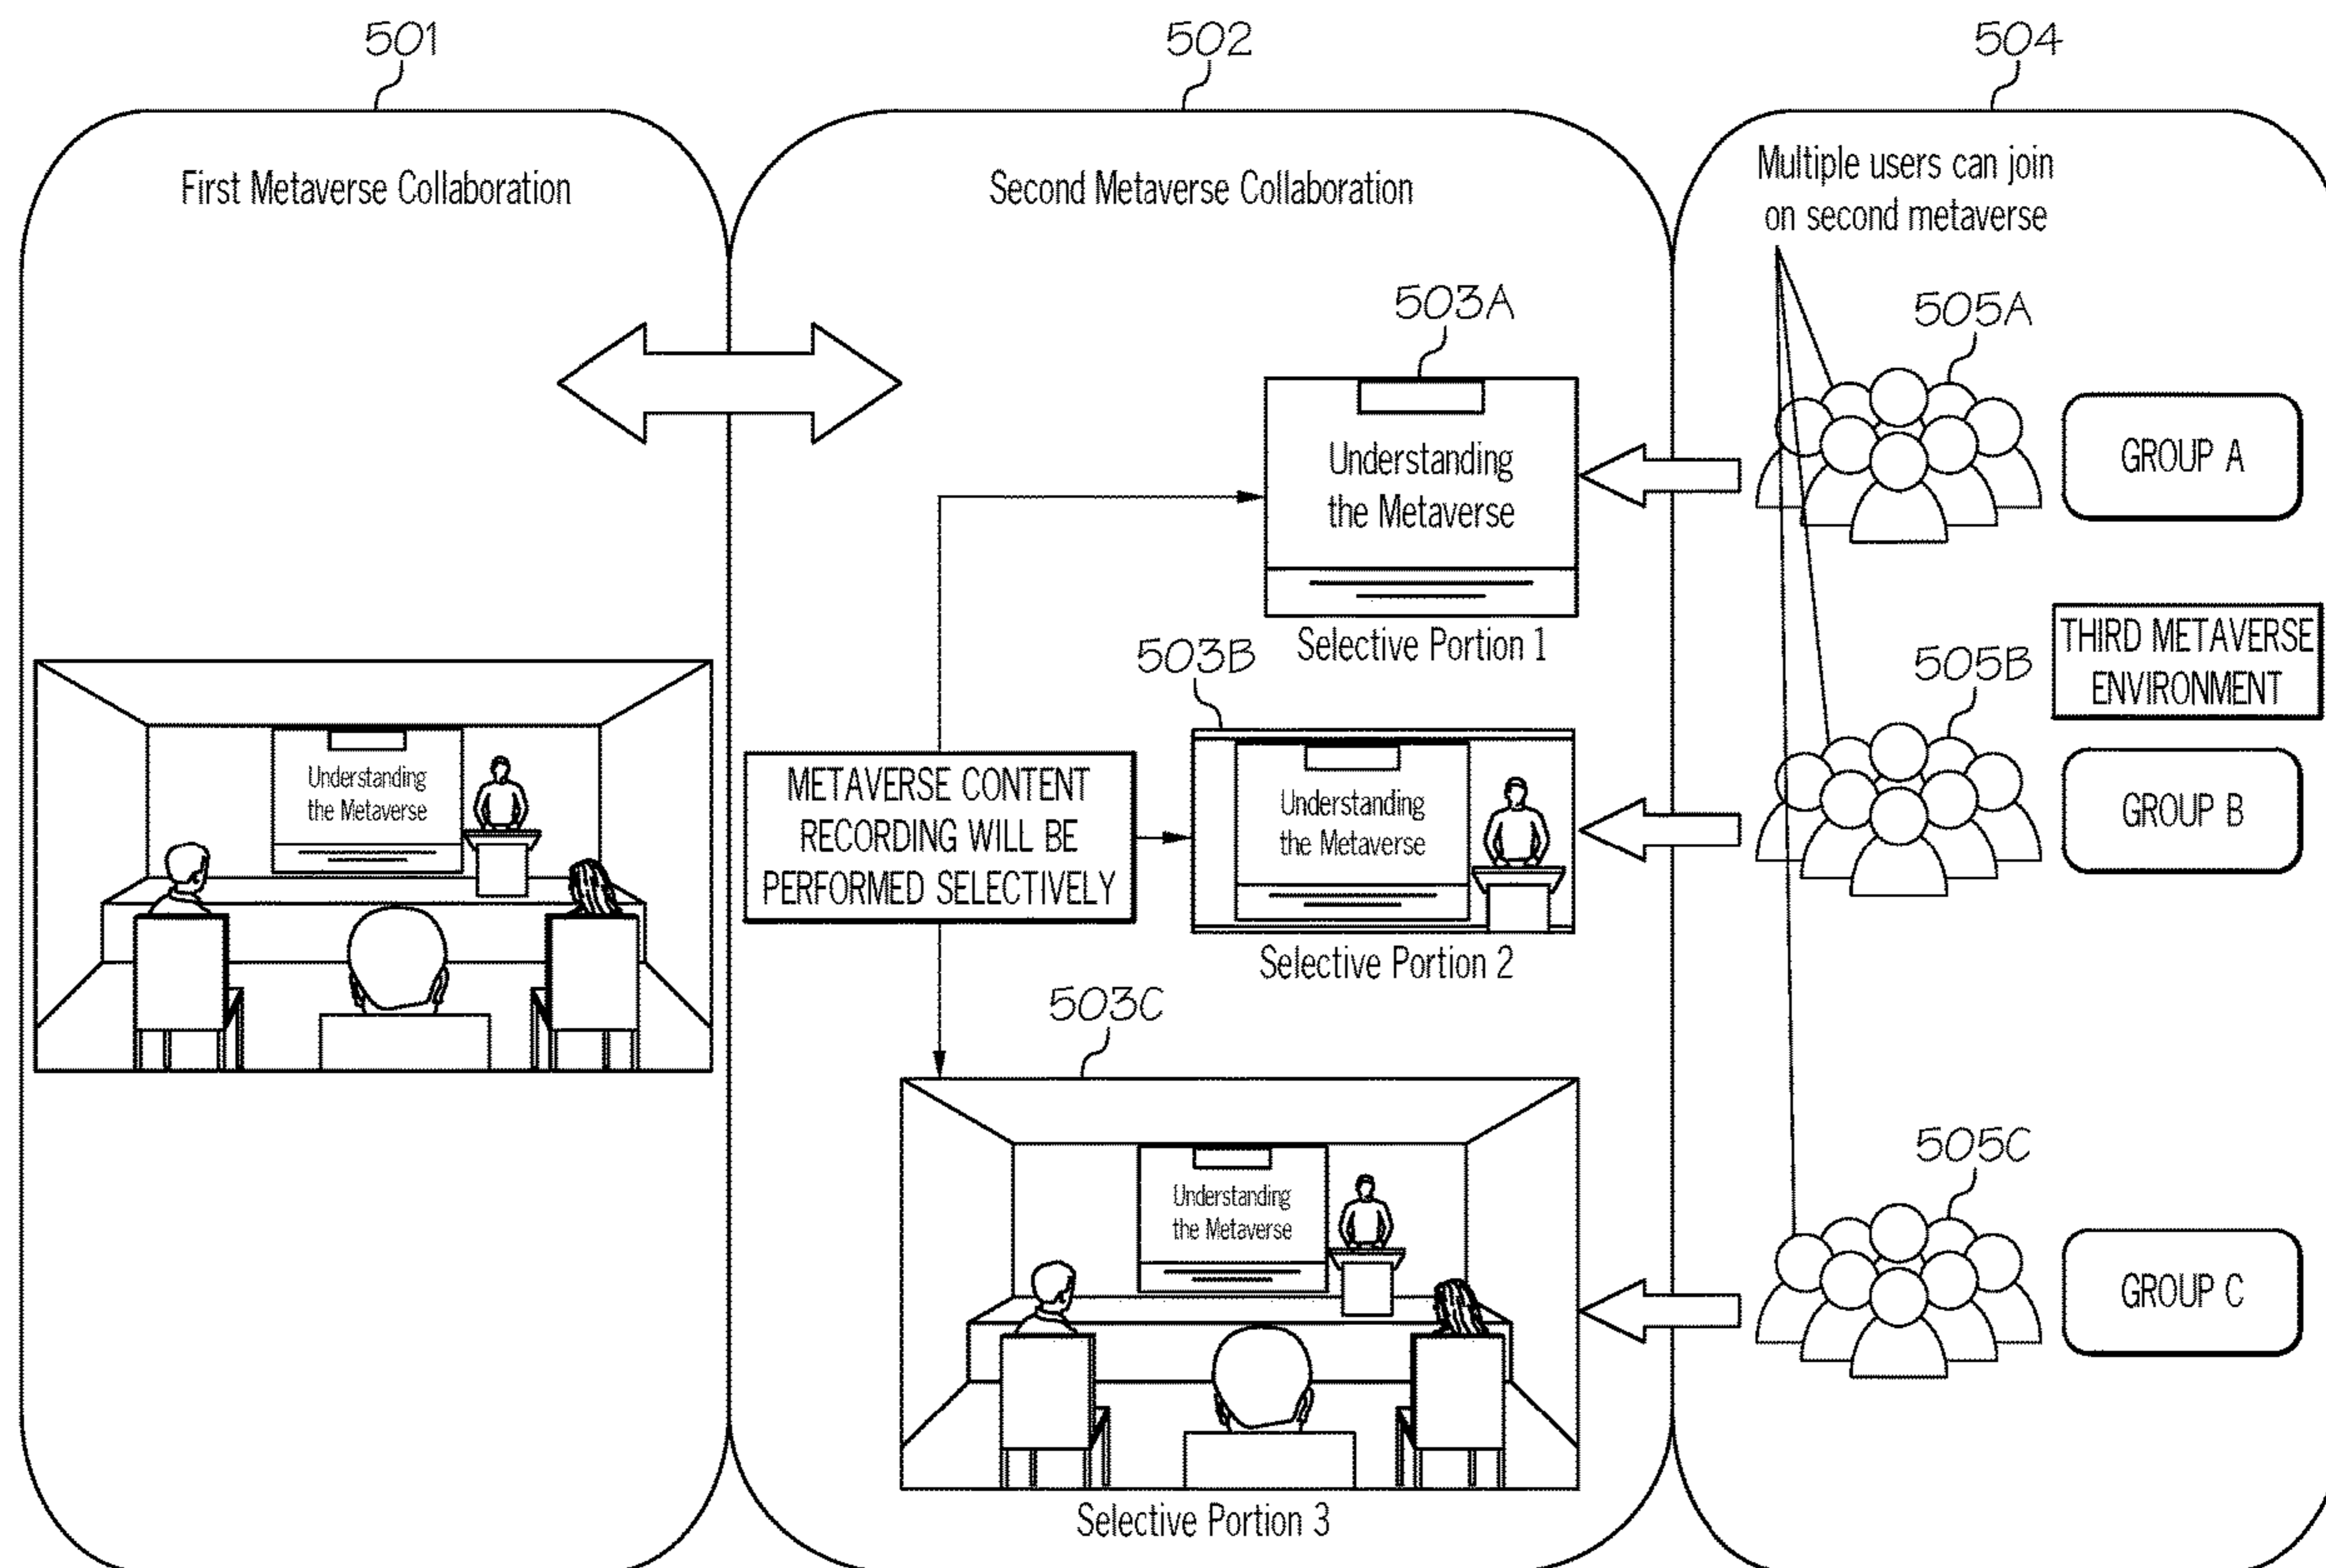 501
502
504
First Metaverse Collaboration
Second Metaverse Collaboration
Multiple users can join
on second metaverse
503A
505A
Understanding
the Metaverse
GROUP A
Selective Portion 1
503B
505B
THIRD METAVERSE
ENVIRONMENT
Understanding
the Metaverse
METAVERSE CONTENT
RECORDING WILL BE
PERFORMED SELECTIVELY
Understanding
the Metaverse
GROUP B
Selective Portion 2
503C
505C
Understanding
the Metaverse
GROUP C
Selective Portion 3